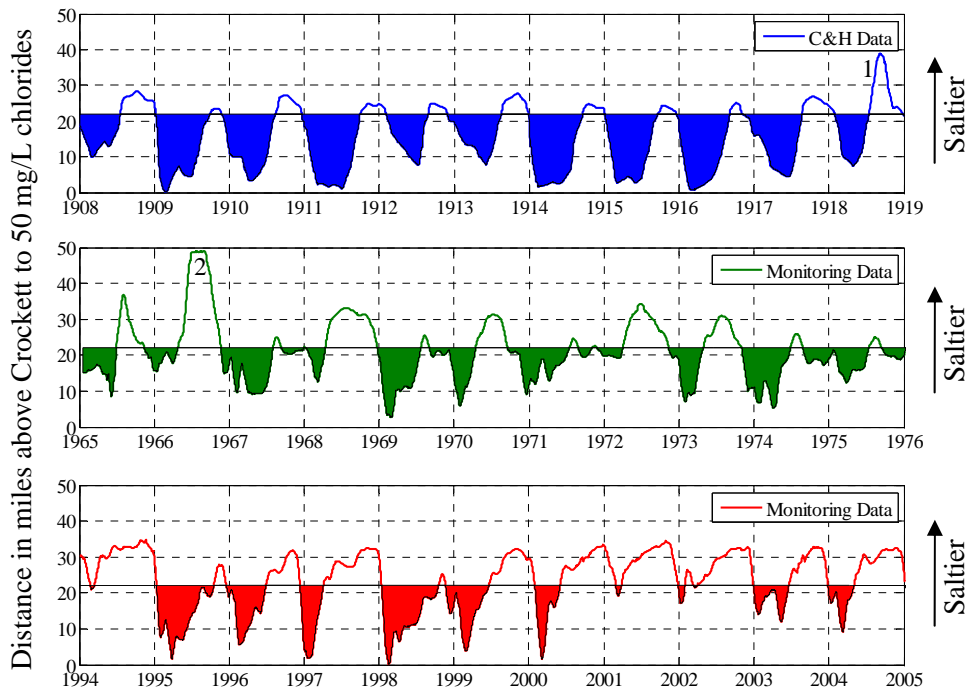 Distance in miles above Crockett to 50 mg/L chlorides
50
40
30
20
10
0
C&H Data
1
Saltier
1908 1909 1910 1911 1912 1913 1914 1915 1916 1917 1918 1919
50
40
30
20
10
0
Monitoring Data
2
Saltier
1965 1966 1967 1968 1969 1970 1971 1972 1973 1974 1975 1976
50
40
30
20
10
0
Monitoring Data
Saltier
1994 1995 1996 1997 1998 1999 2000 2001 2002 2003 2004 2005